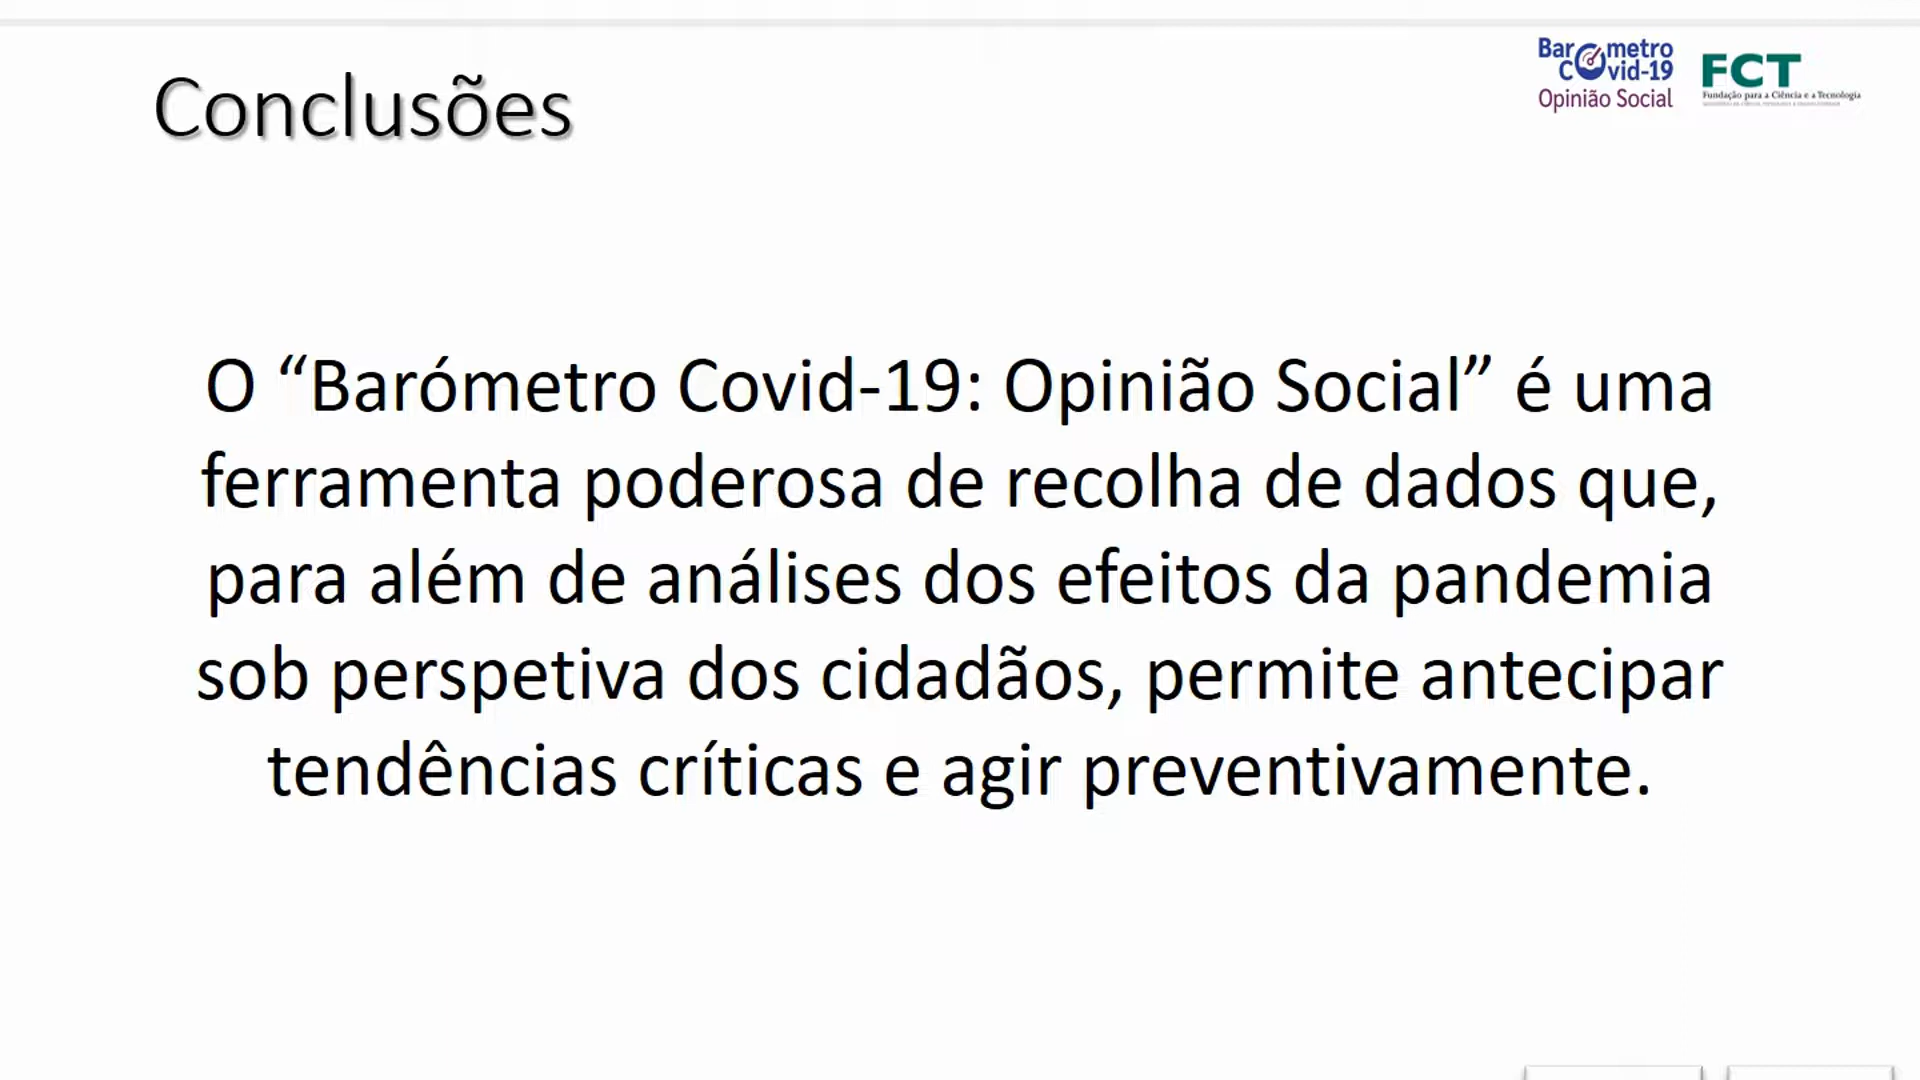 Conclusões
Barómetro
Covid-19
Opinião Social
FCT
Fundação para a Ciência e a Tecnologia
O “Barómetro Covid-19: Opinião Social” é uma
ferramenta poderosa de recolha de dados que,
para além de análises dos efeitos da pandemia
sob perspetiva dos cidadãos, permite antecipar
tendências críticas e agir preventivamente.